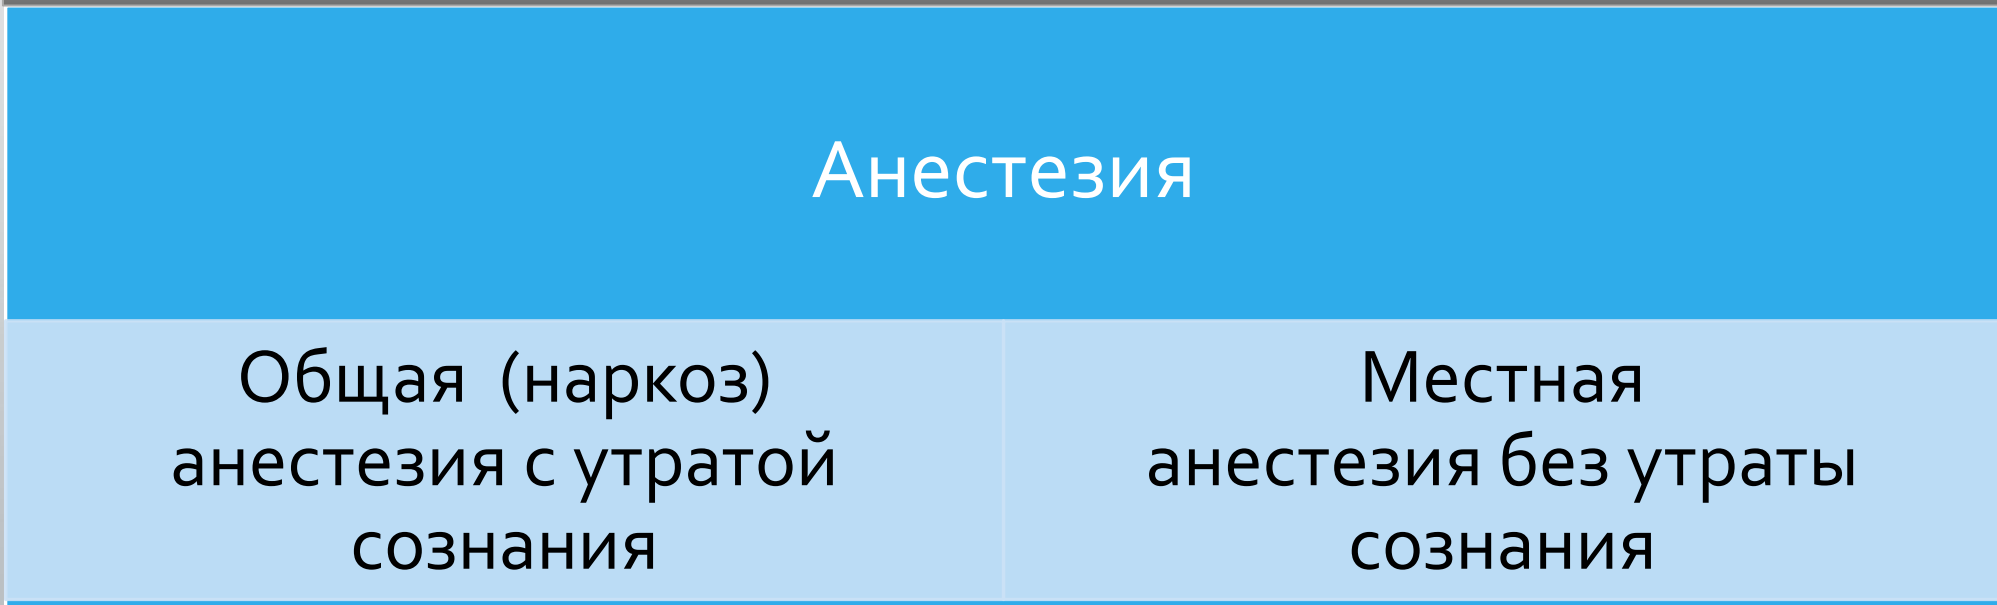 Анестезия
Общая (наркоз)
анестезия с утратой
сознания
Местная
анестезия без утраты
сознания